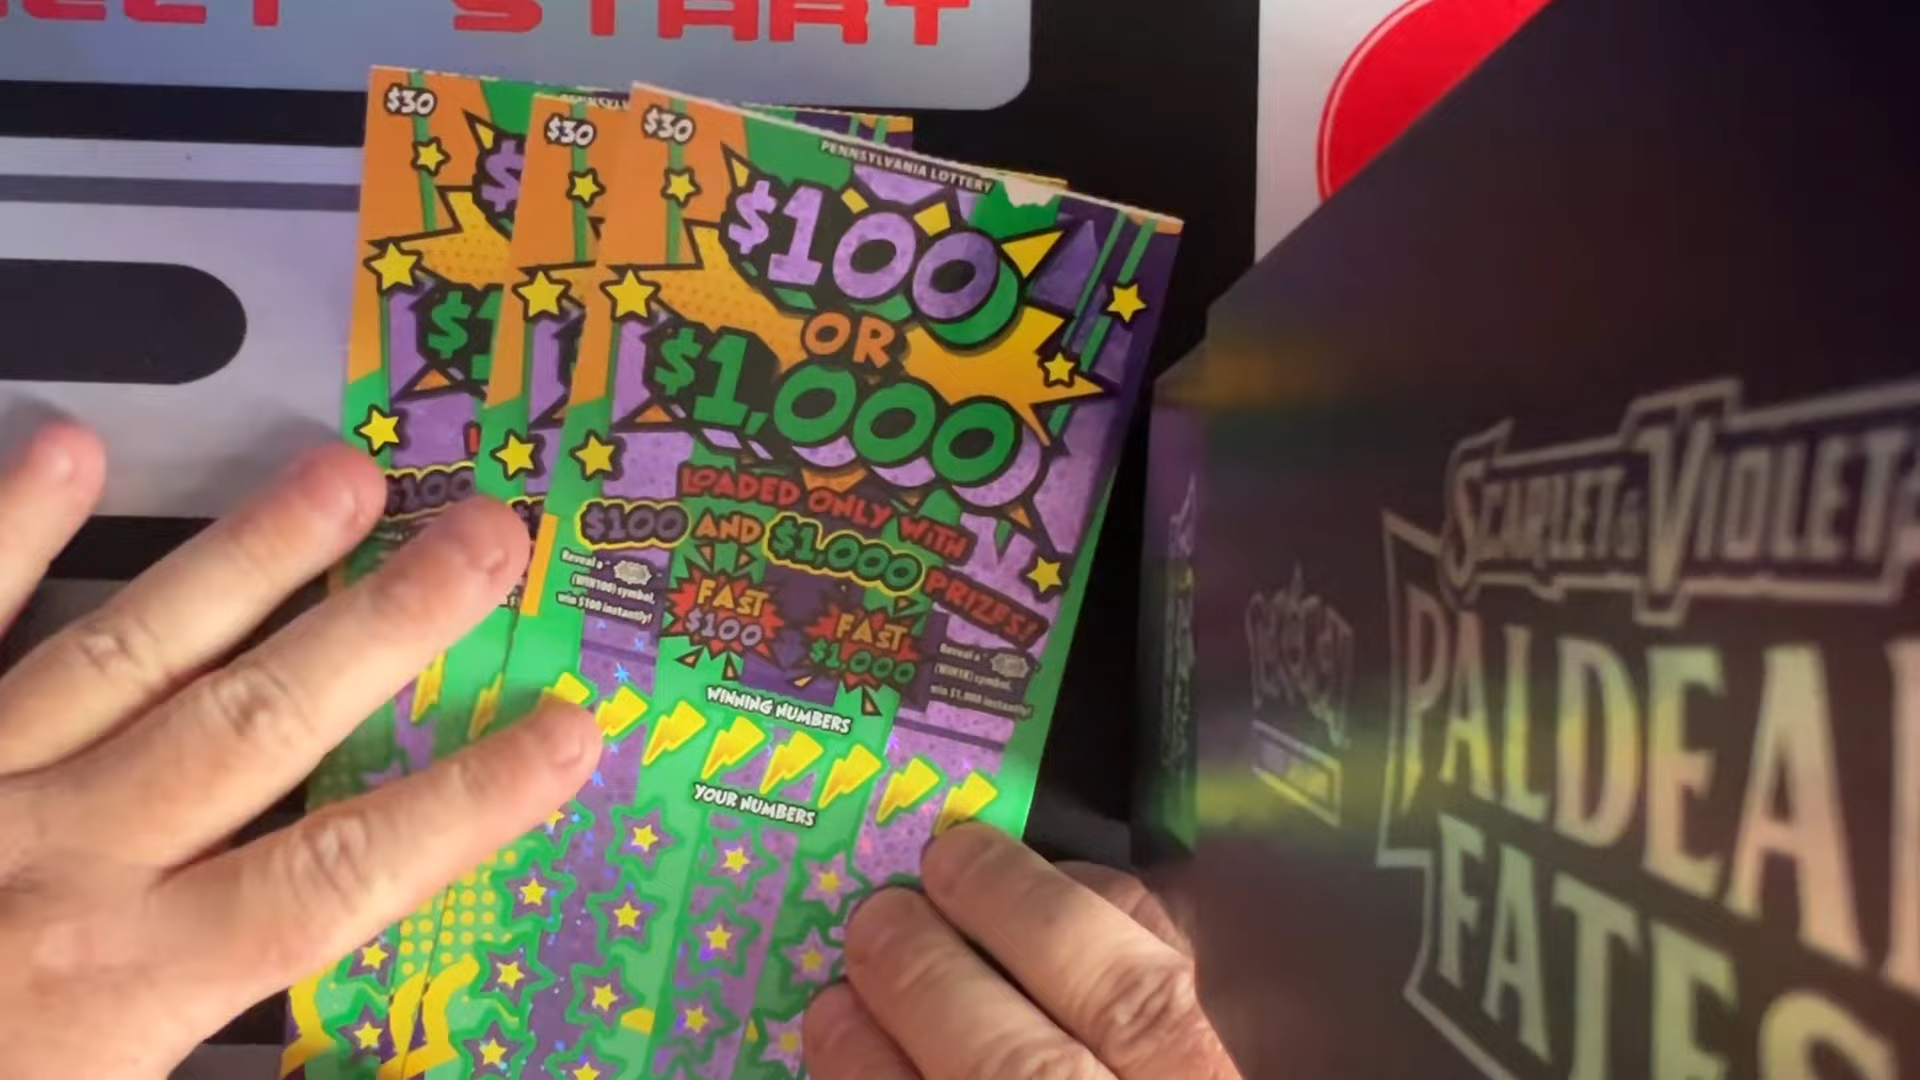 START
$30
$30
$30
PENNSYLVANIA LOTTERY
$100
OR
$1,000
LOADED ONLY WITH
$100 AND $1,000 PRIZES!
$100
Reveal a " "
(WIN100) symbol,
win $100 instantly!
FAST
$100
FAST
$1,000
Reveal a " "
(WIN1K) symbol,
win $1,000 instantly!
WINNING NUMBERS
YOUR NUMBERS
SCARLET & VIOLET
PALDEA
FATES